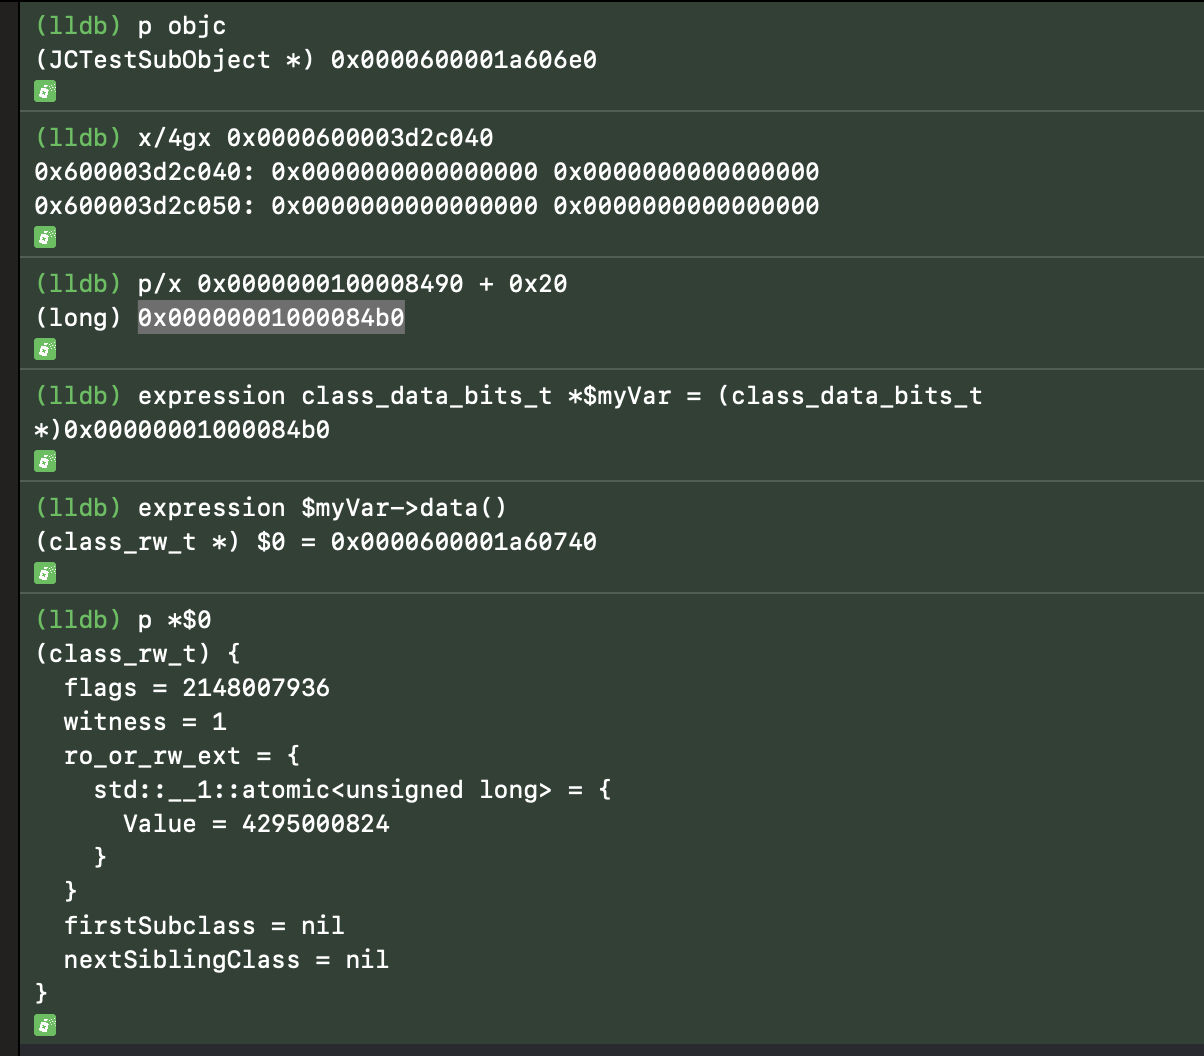 (lldb) p objc
(JCTestSubObject *) 0x0000600001a606e0
(lldb) x/4gx 0x0000600003d2c040
0x600003d2c040: 0x0000000000000000 0x0000000000000000
0x600003d2c050: 0x0000000000000000 0x0000000000000000
(lldb) p/x 0x0000000100008490 + 0x20
(long) 0x00000001000084b0
(lldb) expression class_data_bits_t *$myVar = (class_data_bits_t
*)0x00000001000084b0
(lldb) expression $myVar->data()
(class_rw_t *) $0 = 0x0000600001a60740
(lldb) p *$0
(class_rw_t) {
  flags = 2148007936
  witness = 1
  ro_or_rw_ext = {
    std::__1::atomic<unsigned long> = {
      Value = 4295000824
    }
  }
  firstSubclass = nil
  nextSiblingClass = nil
}